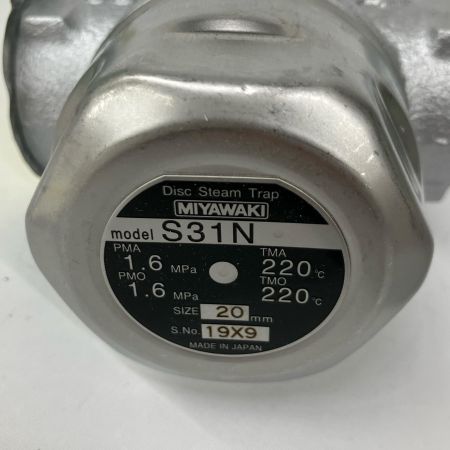 Disc Steam Trap
MIYAWAKI
model S31N
PMA 1.6 MPa TMA 220 °C
PMO 1.6 MPa TMO 220 °C
SIZE 20 mm
S.No. 19X9
MADE IN JAPAN